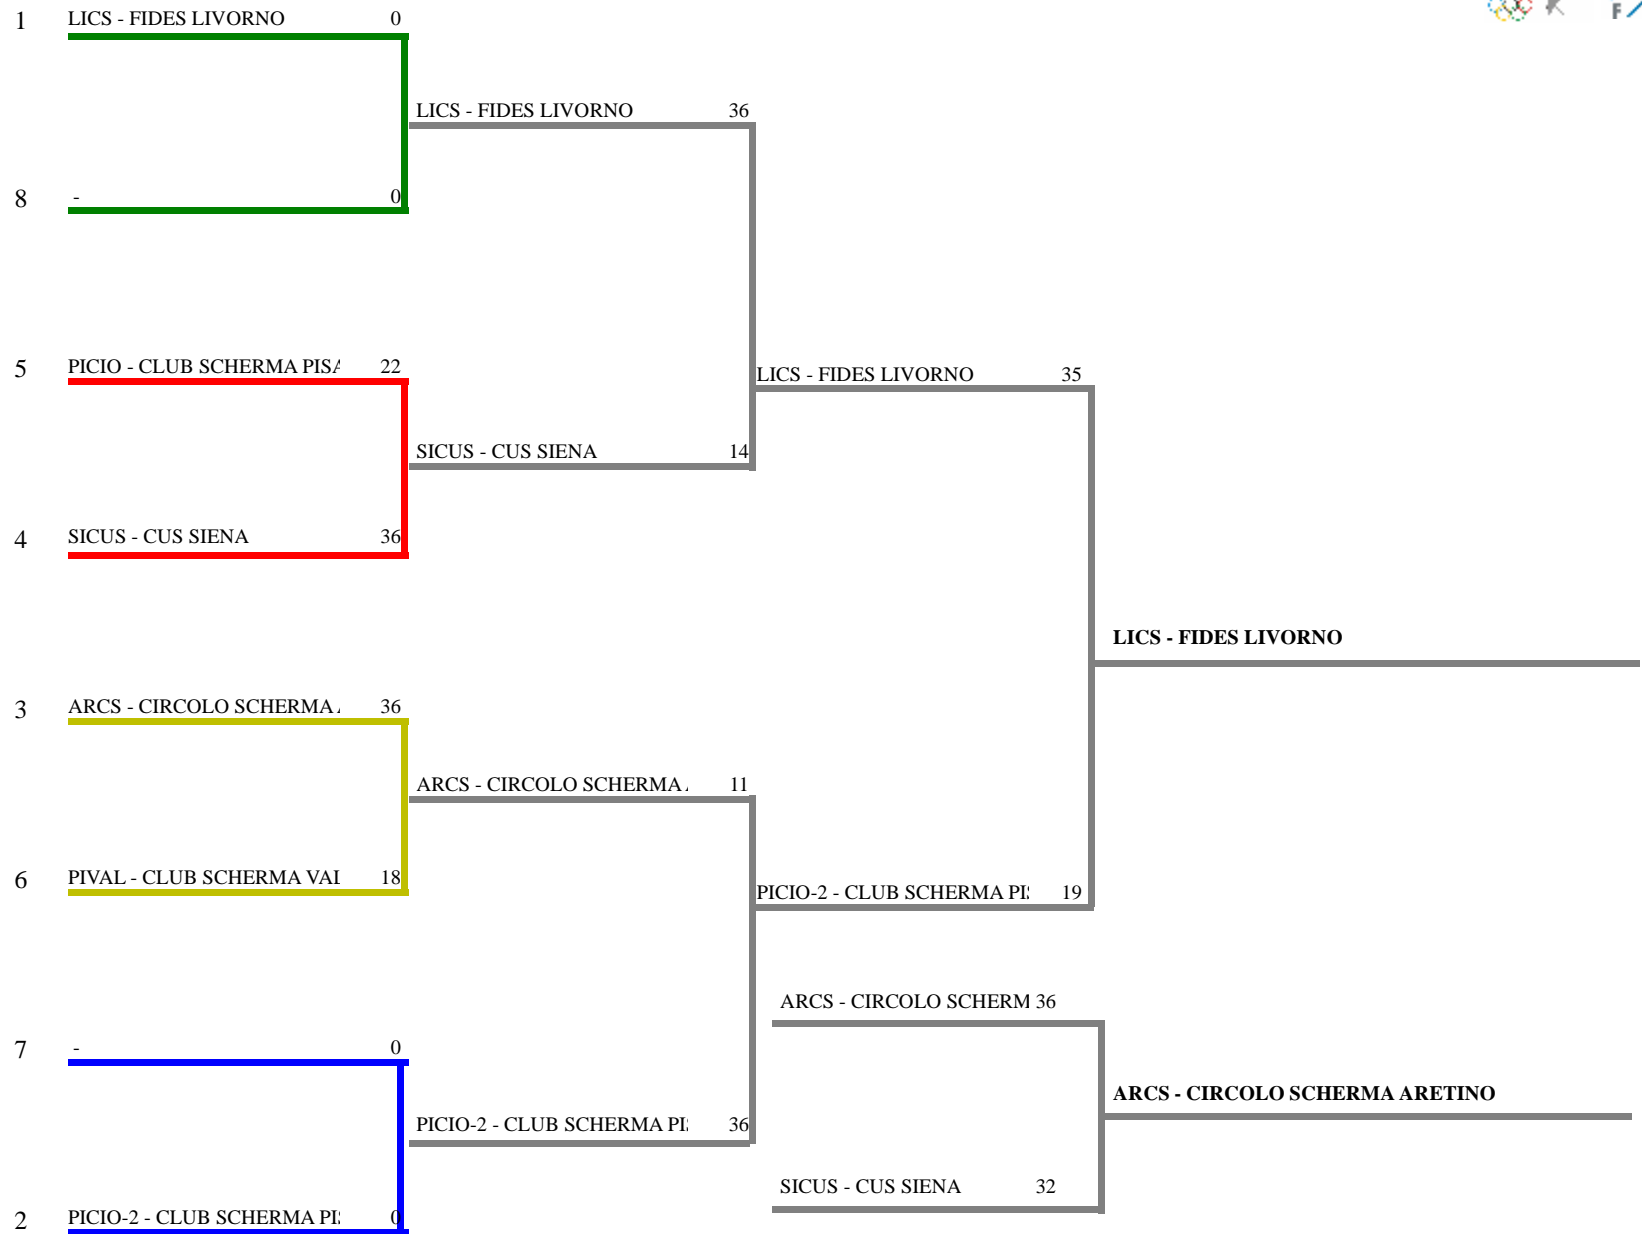 1 LICS - FIDES LIVORNO 0
LICS - FIDES LIVORNO 36
8 - 0
5 PICIO - CLUB SCHERMA PISA 22
LICS - FIDES LIVORNO 35
SICUS - CUS SIENA 14
4 SICUS - CUS SIENA 36
LICS - FIDES LIVORNO
3 ARCS - CIRCOLO SCHERMA 36
ARCS - CIRCOLO SCHERMA 11
6 PIVAL - CLUB SCHERMA VAL 18
PICIO-2 - CLUB SCHERMA PI 19
ARCS - CIRCOLO SCHERM 36
7 - 0
ARCS - CIRCOLO SCHERMA ARETINO
PICIO-2 - CLUB SCHERMA PI 36
SICUS - CUS SIENA 32
2 PICIO-2 - CLUB SCHERMA PI 0
F